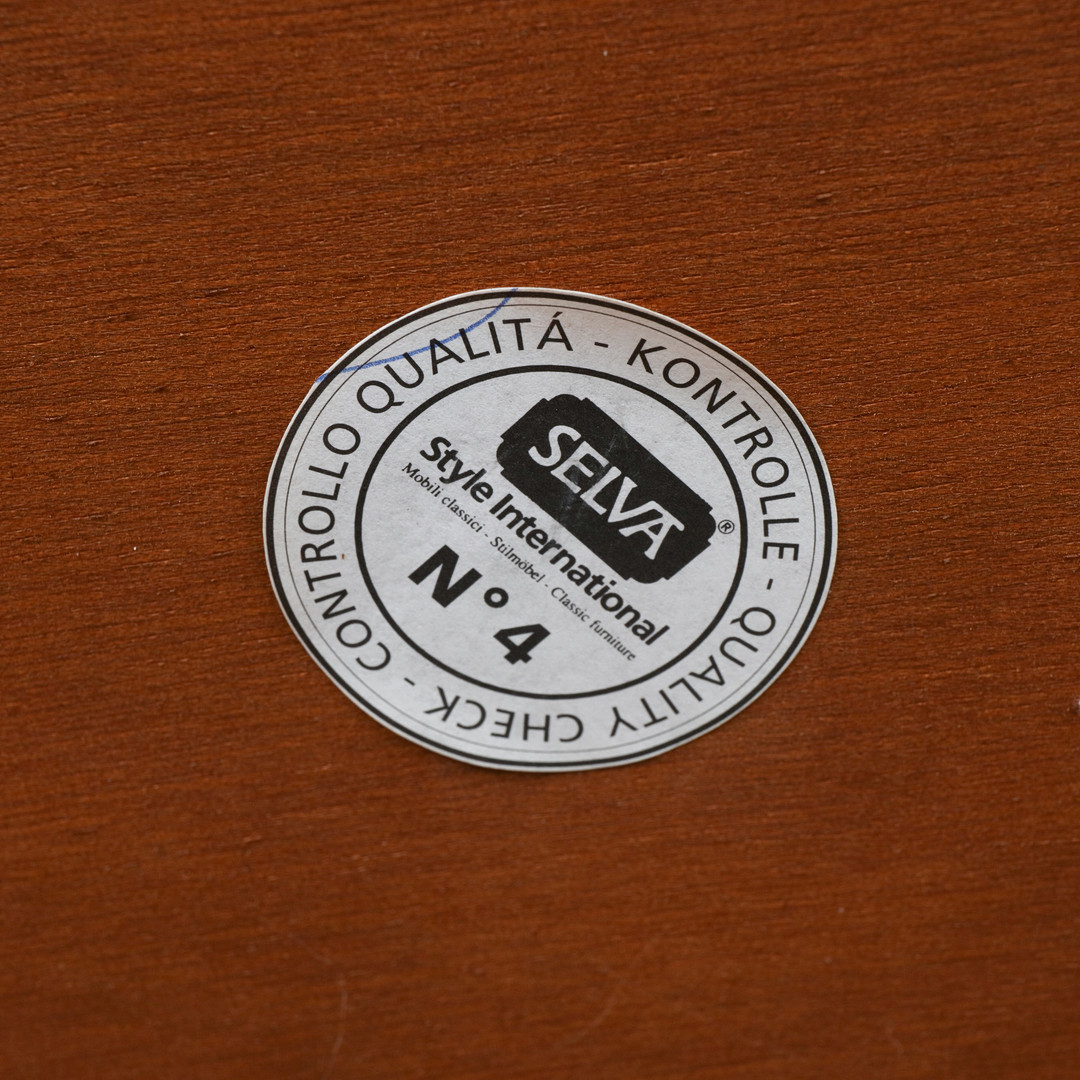 CONTROLLO QUALITÁ - KONTROLLE - QUALITY CHECK -
SELVA®
Style International
Mobili classici - Stilmöbel - Classic furniture
N° 4